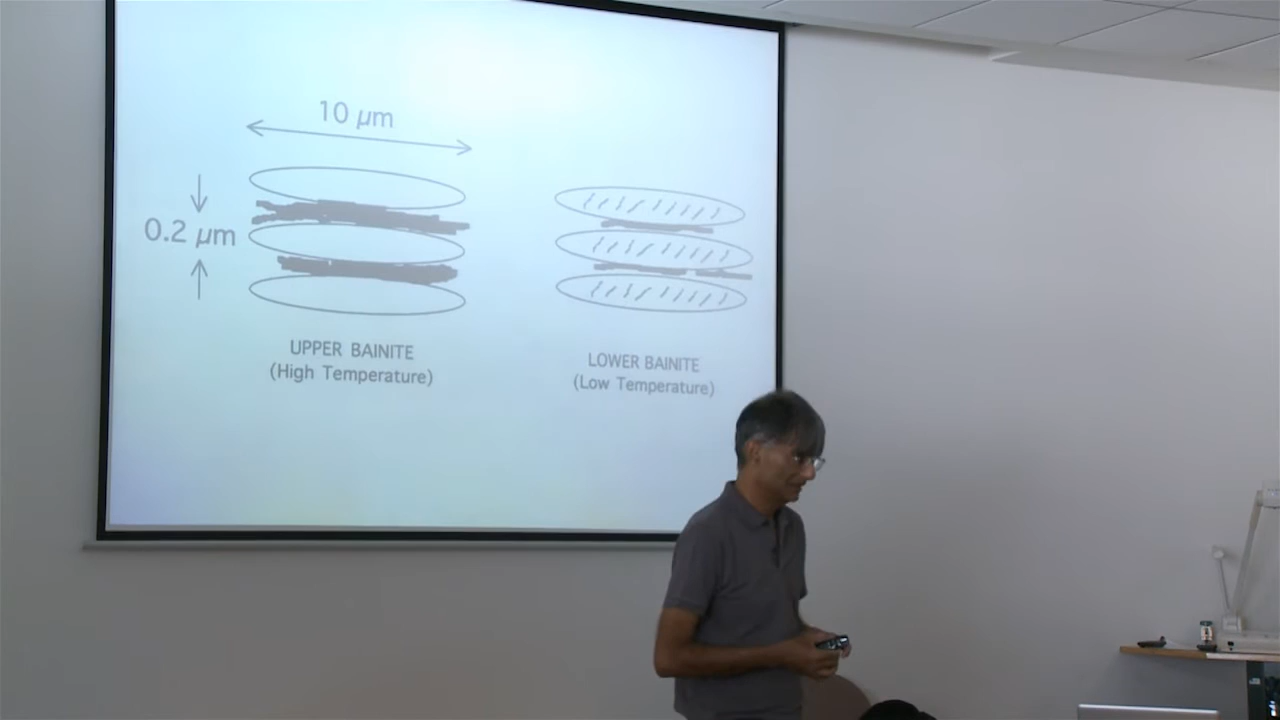 10 µm
0.2 µm
UPPER BAINITE
(High Temperature)
LOWER BAINITE
(Low Temperature)